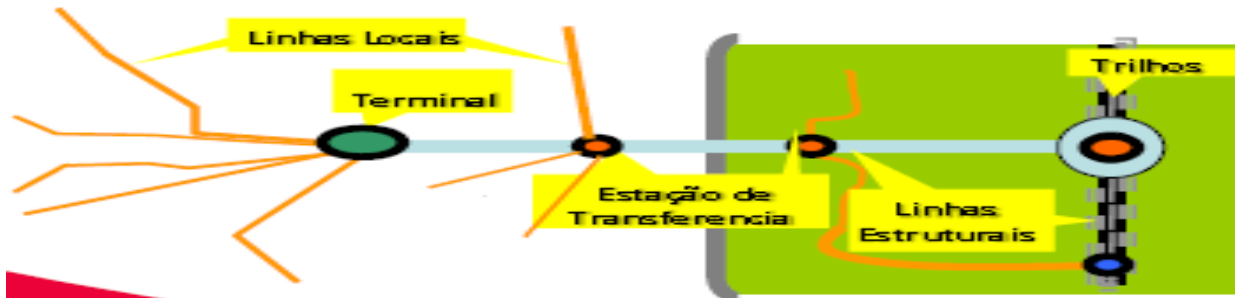 Linhas Locais
Trilhos
Terminal
Estação de
Transferencia
Linhas
Estruturais